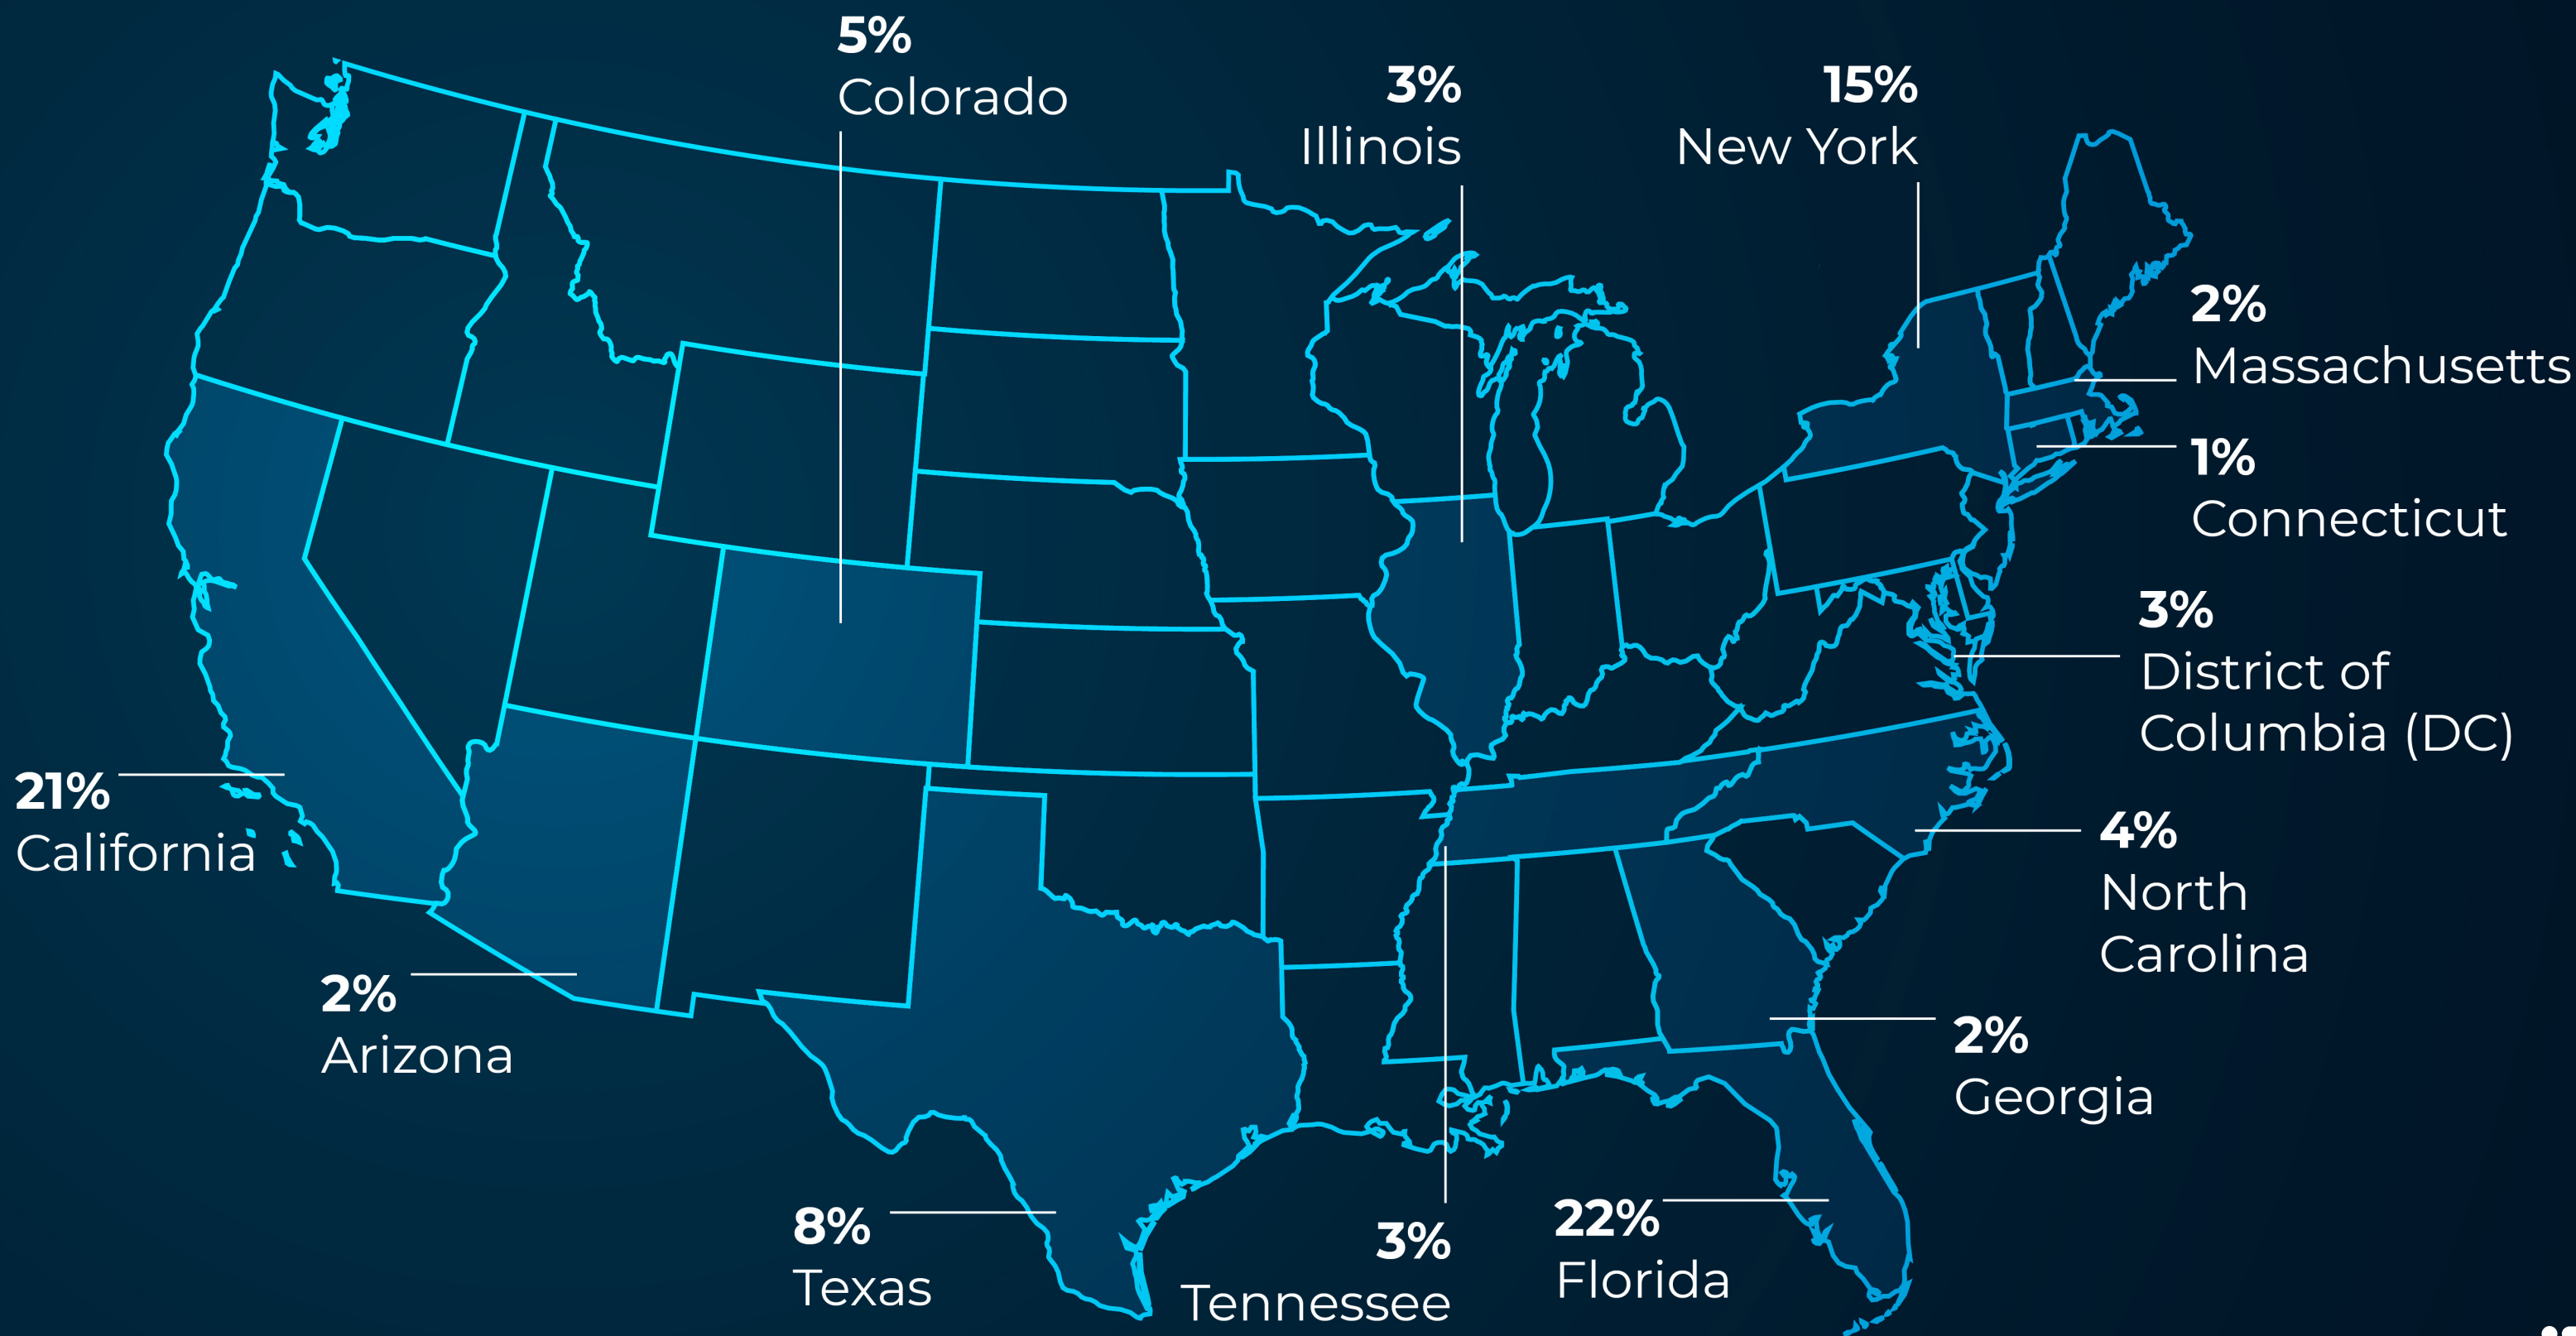 5%
Colorado
3%
Illinois
15%
New York
2%
Massachusetts
1%
Connecticut
3%
District of
Columbia (DC)
21%
California
4%
North
Carolina
2%
Arizona
2%
Georgia
8%
Texas
3%
Tennessee
22%
Florida